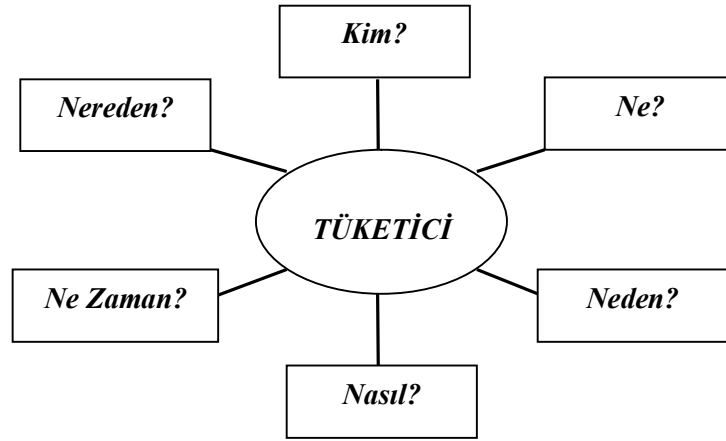 Kim?
Nereden?
Ne?
TÜKETİCİ
Ne Zaman?
Neden?
Nasıl?